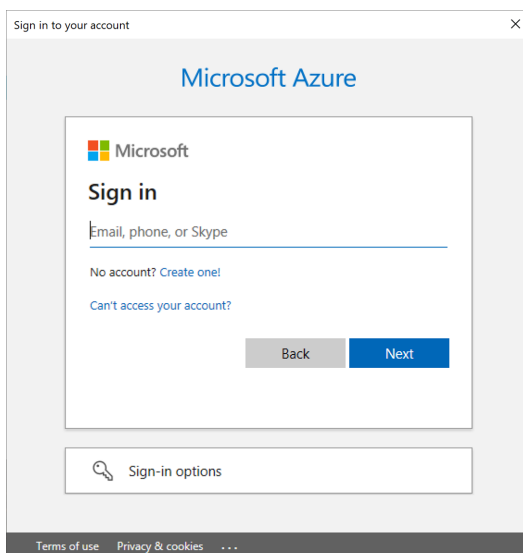 Sign in to your account
Microsoft Azure
Microsoft
Sign in
Email, phone, or Skype
No account? Create one!
Can't access your account?
Back Next
Sign-in options
Terms of use Privacy & cookies ...